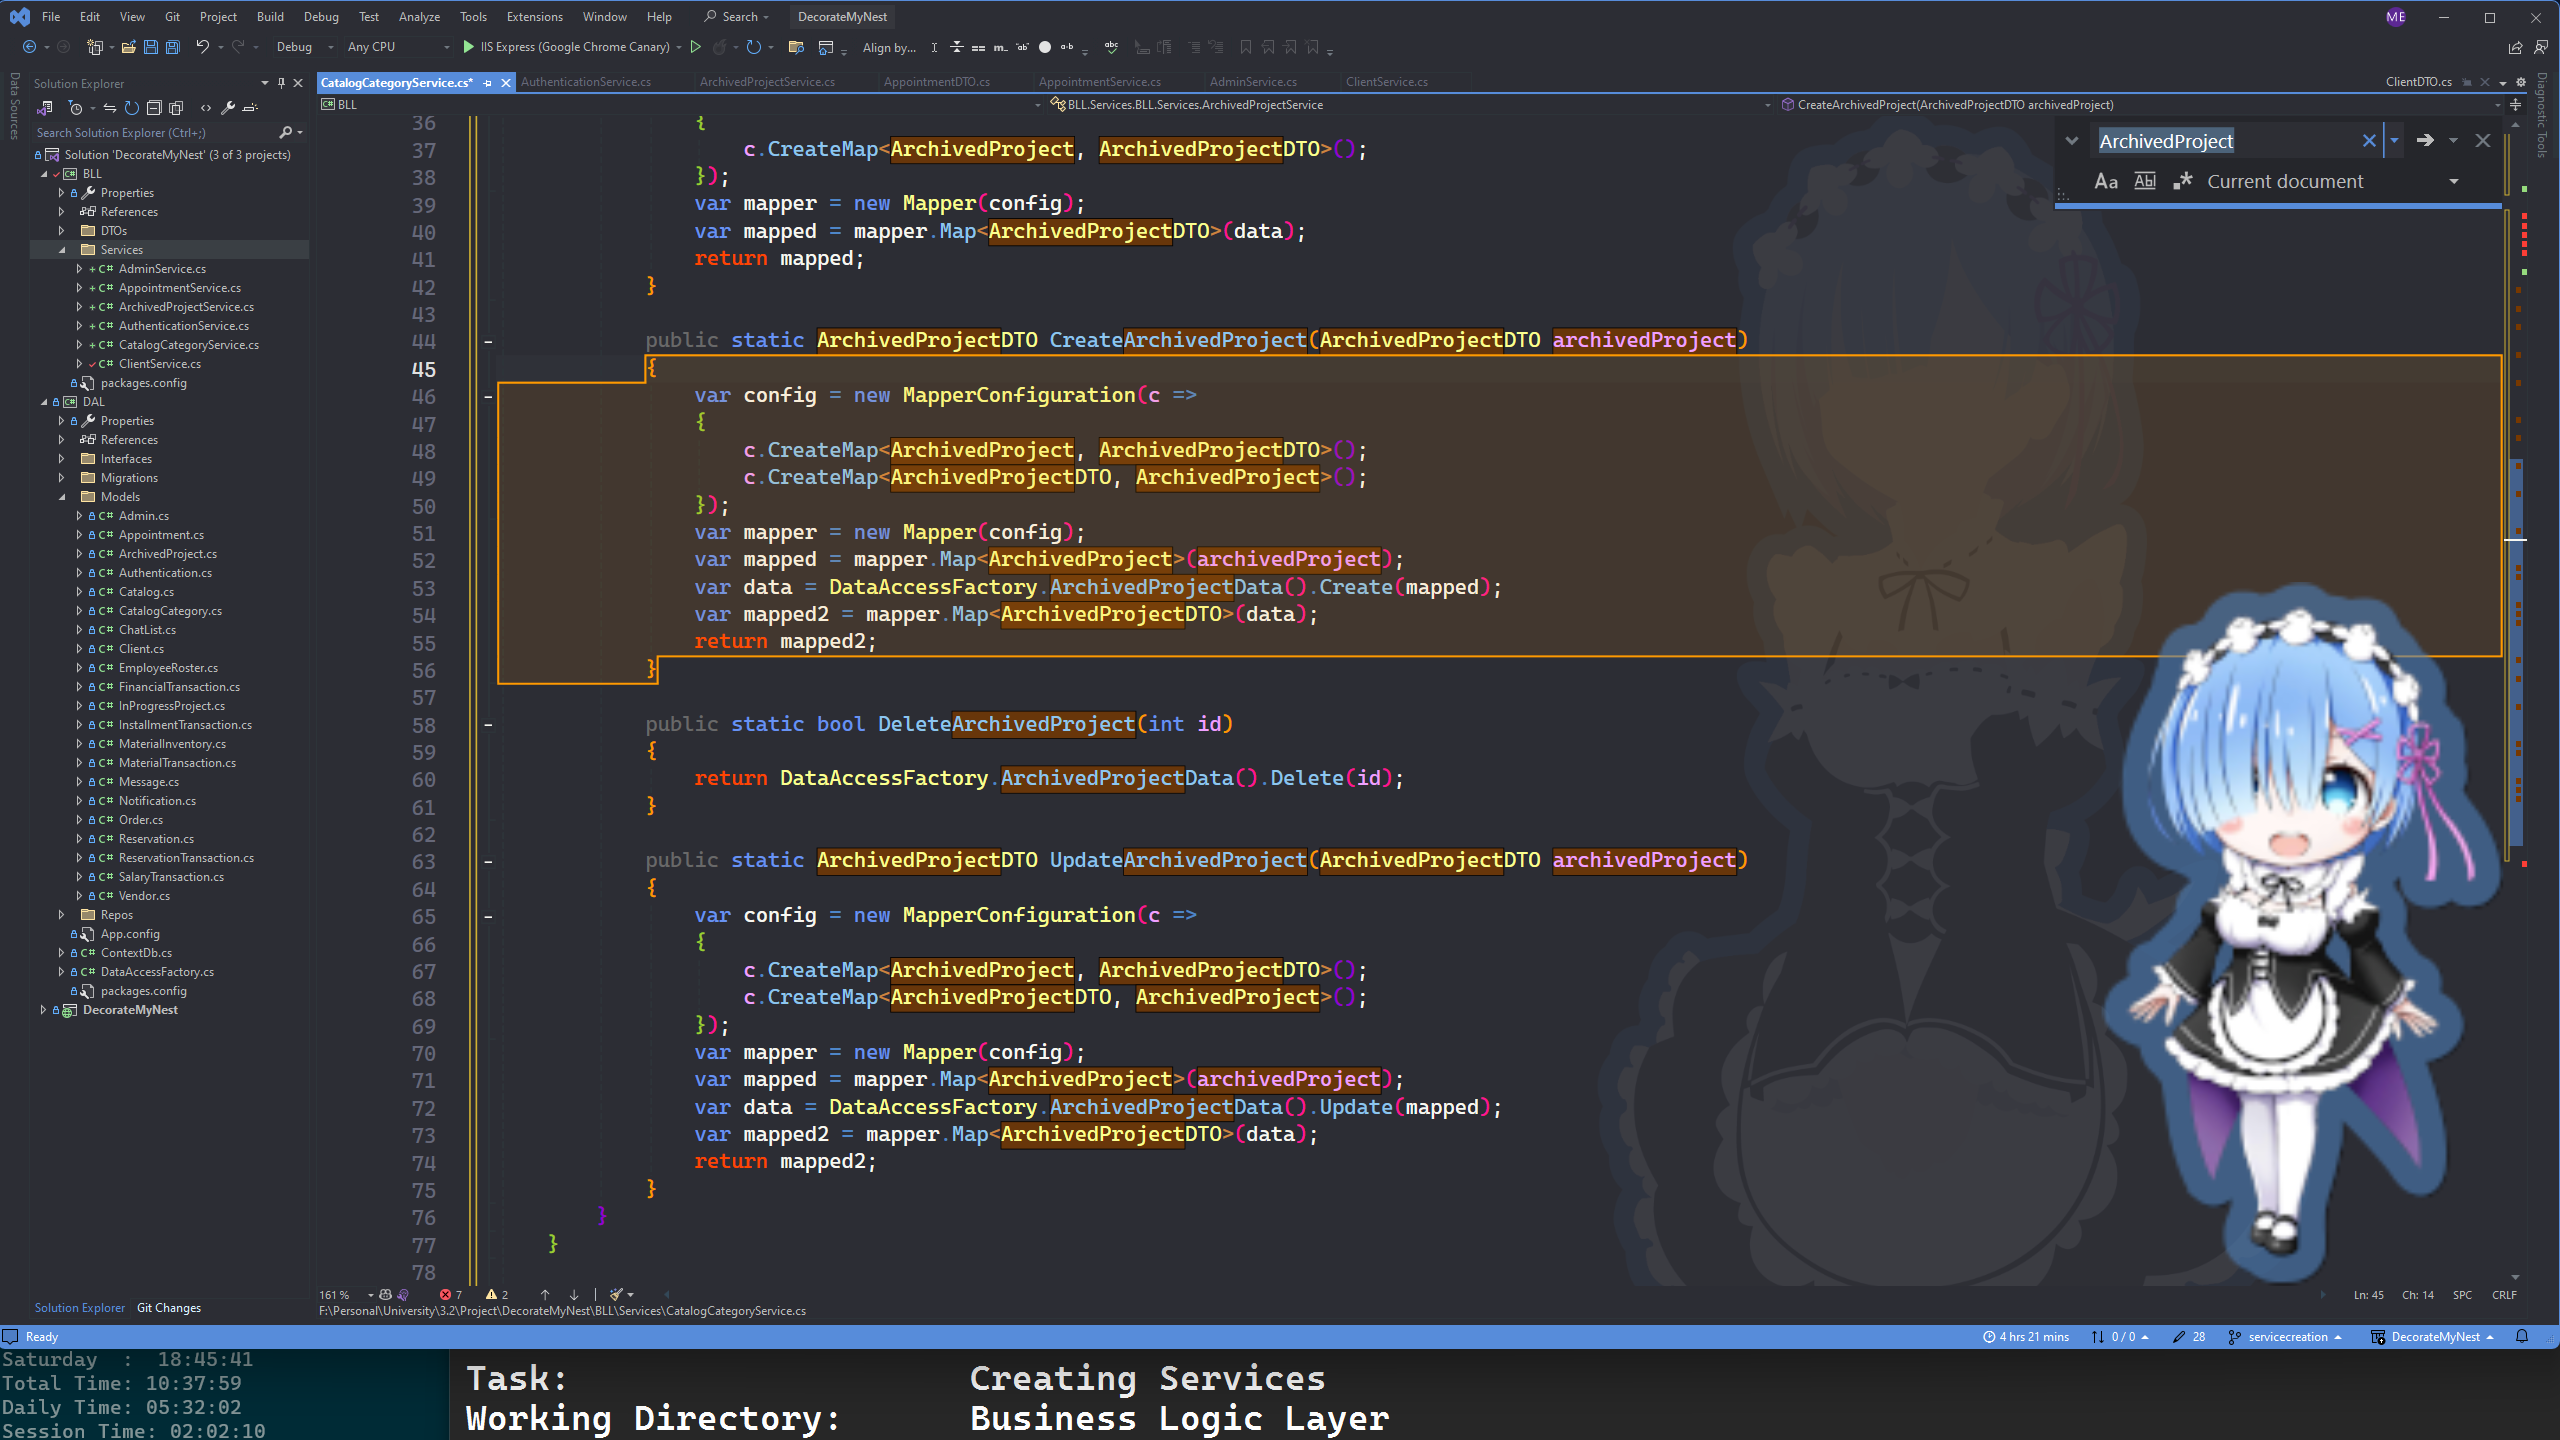 File Edit View Git Project Build Debug Test Analyze Tools Extensions Window Help Search DecorateMyNest ME
Debug Any CPU IIS Express (Google Chrome Canary) Align by...
Data Sources
Solution Explorer
Search Solution Explorer (Ctrl+;)
Solution 'DecorateMyNest' (3 of 3 projects)
BLL
Properties
References
DTOs
Services
C# AdminService.cs
C# AppointmentService.cs
C# ArchivedProjectService.cs
C# AuthenticationService.cs
C# CatalogCategoryService.cs
C# ClientService.cs
packages.config
DAL
Properties
References
Interfaces
Migrations
Models
C# Admin.cs
C# Appointment.cs
C# ArchivedProject.cs
C# Authentication.cs
C# Catalog.cs
C# CatalogCategory.cs
C# ChatList.cs
C# Client.cs
C# EmployeeRoster.cs
C# FinancialTransaction.cs
C# InProgressProject.cs
C# InstallmentTransaction.cs
C# MaterialInventory.cs
C# MaterialTransaction.cs
C# Message.cs
C# Notification.cs
C# Order.cs
C# Reservation.cs
C# ReservationTransaction.cs
C# SalaryTransaction.cs
C# Vendor.cs
Repos
App.config
C# ContextDb.cs
C# DataAccessFactory.cs
packages.config
DecorateMyNest
Solution Explorer Git Changes
CatalogCategoryService.cs* AuthenticationService.cs ArchivedProjectService.cs AppointmentDTO.cs AppointmentService.cs AdminService.cs ClientService.cs ClientDTO.cs
BLL BLL.Services.BLL.Services.ArchivedProjectService CreateArchivedProject(ArchivedProjectDTO archivedProject)
ArchivedProject
Aa Abl .* Current document
Diagnostic Tools
36 {
37 c.CreateMap<ArchivedProject, ArchivedProjectDTO>();
38 });
39 var mapper = new Mapper(config);
40 var mapped = mapper.Map<ArchivedProjectDTO>(data);
41 return mapped;
42 }
43
44 public static ArchivedProjectDTO CreateArchivedProject(ArchivedProjectDTO archivedProject)
45 {
46 var config = new MapperConfiguration(c =>
47 {
48 c.CreateMap<ArchivedProject, ArchivedProjectDTO>();
49 c.CreateMap<ArchivedProjectDTO, ArchivedProject>();
50 });
51 var mapper = new Mapper(config);
52 var mapped = mapper.Map<ArchivedProject>(archivedProject);
53 var data = DataAccessFactory.ArchivedProjectData().Create(mapped);
54 var mapped2 = mapper.Map<ArchivedProjectDTO>(data);
55 return mapped2;
56 }
57
58 public static bool DeleteArchivedProject(int id)
59 {
60 return DataAccessFactory.ArchivedProjectData().Delete(id);
61 }
62
63 public static ArchivedProjectDTO UpdateArchivedProject(ArchivedProjectDTO archivedProject)
64 {
65 var config = new MapperConfiguration(c =>
66 {
67 c.CreateMap<ArchivedProject, ArchivedProjectDTO>();
68 c.CreateMap<ArchivedProjectDTO, ArchivedProject>();
69 });
70 var mapper = new Mapper(config);
71 var mapped = mapper.Map<ArchivedProject>(archivedProject);
72 var data = DataAccessFactory.ArchivedProjectData().Update(mapped);
73 var mapped2 = mapper.Map<ArchivedProjectDTO>(data);
74 return mapped2;
75 }
76 }
77 }
78
161 % 7 2 Ln: 45 Ch: 14 SPC CRLF
F:\Personal\University\3.2\Project\DecorateMyNest\BLL\Services\CatalogCategoryService.cs
Ready 4 hrs 21 mins 0 / 0 28 servicecreation DecorateMyNest
Saturday : 18:45:41
Total Time: 10:37:59
Daily Time: 05:32:02
Session Time: 02:02:10
Task: Creating Services
Working Directory: Business Logic Layer